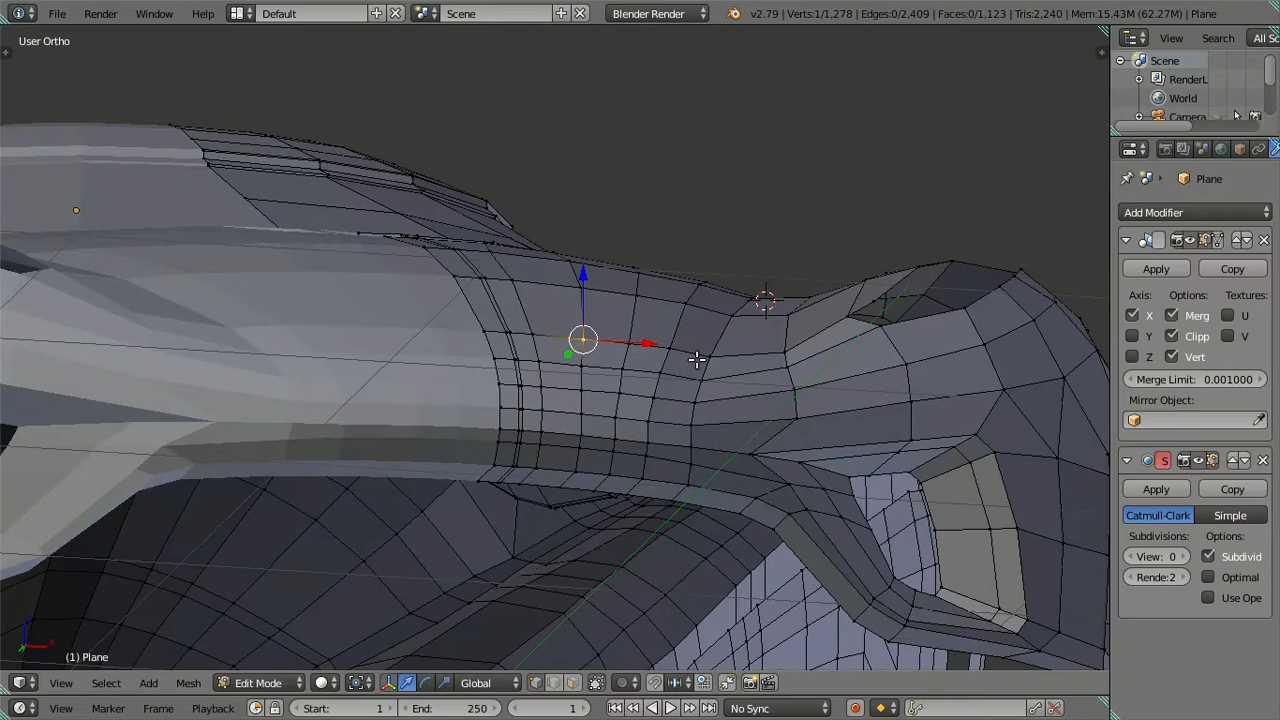 File Render Window Help Default Scene Blender Render v2.79 | Verts:1/1,278 | Edges:0/2,409 | Faces:0/1,123 | Tris:2,240 | Mem:15.43M (62.27M) | Plane
User Ortho
View Search All Sc
Scene
RenderL
World
Camera
Plane
Add Modifier
Apply Copy
Axis: Options: Textures:
X Merg U
Y Clipp V
Z Vert
Merge Limit: 0.001000
Mirror Object:
S
Apply Copy
Catmull-Clark Simple
Subdivisions: Options:
View: 0 Subdivid
Rende:2 Optimal
Use Ope
(1) Plane
View Select Add Mesh Edit Mode Global
View Marker Frame Playback Start: 1 End: 250 1 No Sync